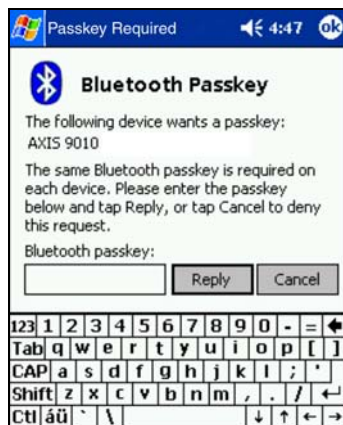 Passkey Required 4:47 ok
Bluetooth Passkey
The following device wants a passkey:
AXIS 9010
The same Bluetooth passkey is required on
each device. Please enter the passkey
below and tap Reply, or tap Cancel to deny
this request.
Bluetooth passkey:
Reply Cancel
123 1 2 3 4 5 6 7 8 9 0 - = ←
Tab q w e r t y u i o p [ ]
CAP a s d f g h j k l ; '
Shift z x c v b n m , . / ↵
Ctl áü ` \ ↓ ↑ ← →